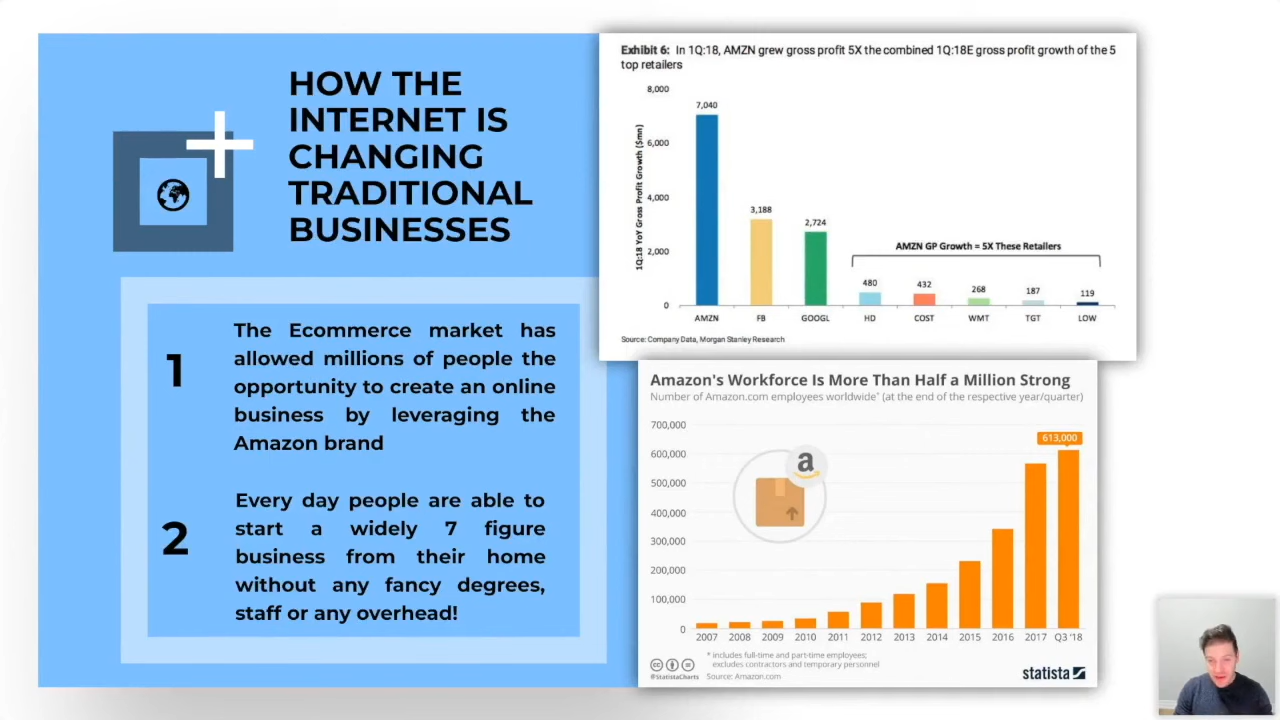 HOW THE
INTERNET IS
CHANGING
TRADITIONAL
BUSINESSES
1
The Ecommerce market has
allowed millions of people the
opportunity to create an online
business by leveraging the
Amazon brand
2
Every day people are able to
start a widely 7 figure
business from their home
without any fancy degrees,
staff or any overhead!
Exhibit 6: In 1Q:18, AMZN grew gross profit 5X the combined 1Q:18E gross profit growth of the 5
top retailers
1Q:18 YoY Gross Profit Growth ($mn)
8,000
6,000
4,000
2,000
0
7,040
3,188
2,724
AMZN GP Growth = 5X These Retailers
480
432
268
187
119
AMZN FB GOOGL HD COST WMT TGT LOW
Source: Company Data, Morgan Stanley Research
Amazon's Workforce Is More Than Half a Million Strong
Number of Amazon.com employees worldwide* (at the end of the respective year/quarter)
700,000
600,000
500,000
400,000
300,000
200,000
100,000
0
613,000
a
2007 2008 2009 2010 2011 2012 2013 2014 2015 2016 2017 Q3 '18
* includes full-time and part-time employees;
excludes contractors and temporary personnel
@StatistaCharts Source: Amazon.com
statista